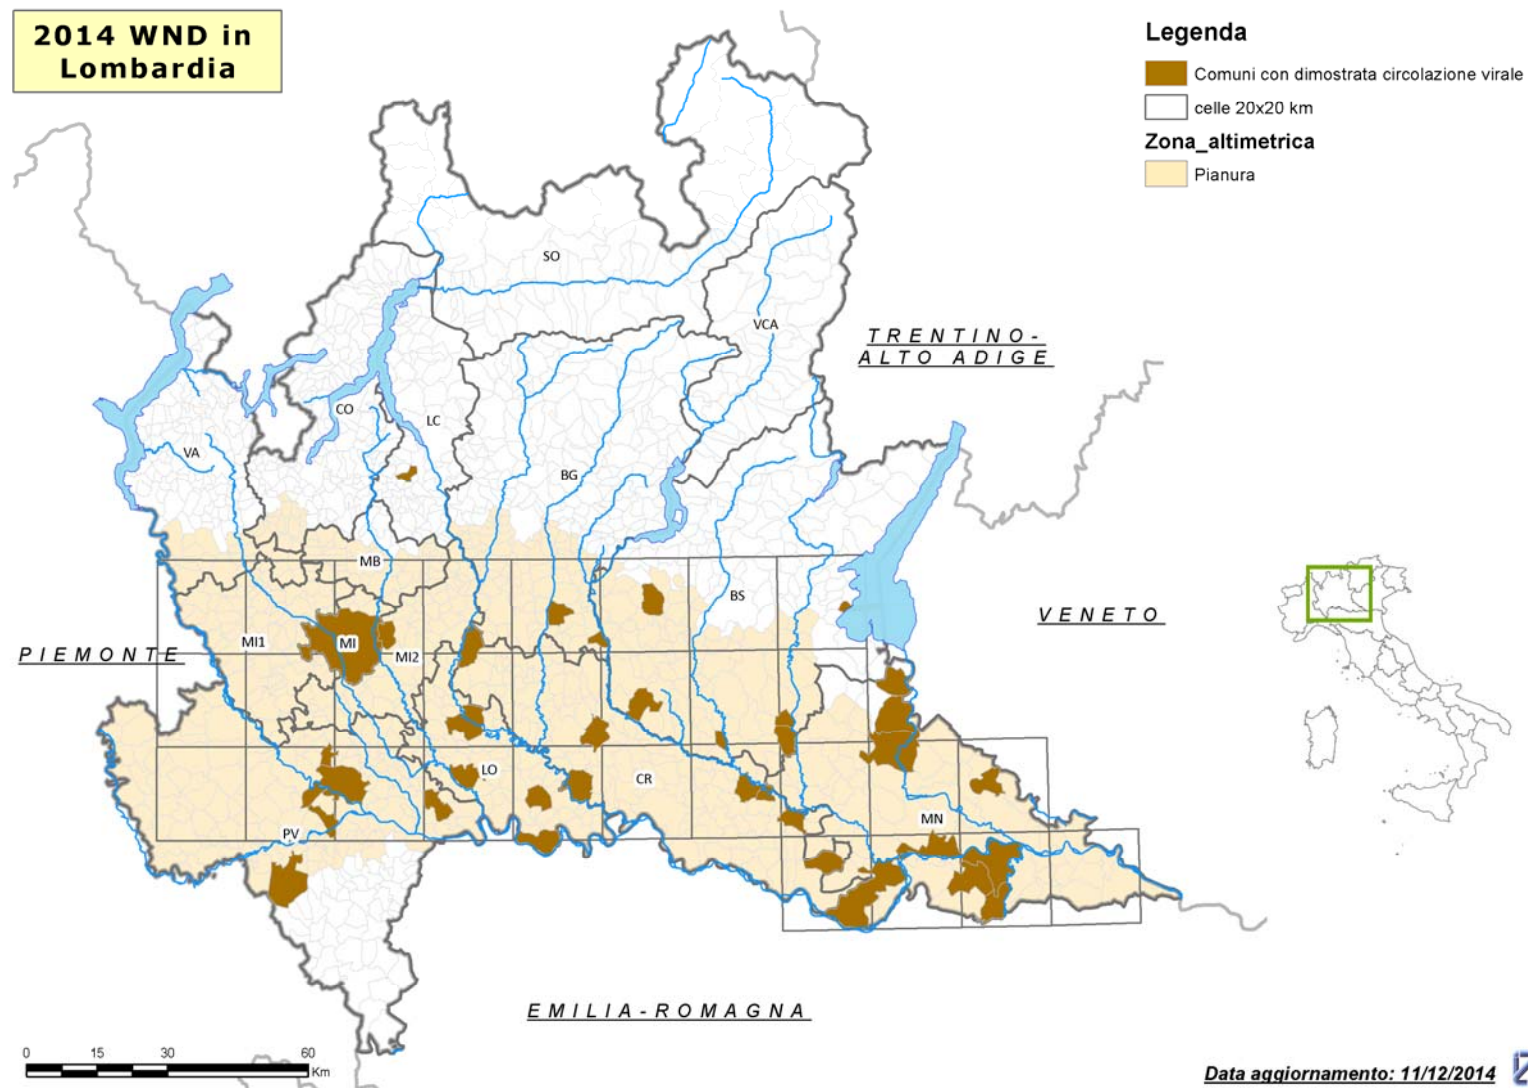 2014 WND in
Lombardia
Legenda
Comuni con dimostrata circolazione virale
celle 20x20 km
Zona_altimetrica
Pianura
SO
VCA
TRENTINO-
ALTO ADIGE
CO
LC
VA
BG
MB
BS
VENETO
MI1
MI
MI2
PIEMONTE
LO
CR
MN
PV
EMILIA-ROMAGNA
0 15 30 60
Km
Data aggiornamento: 11/12/2014